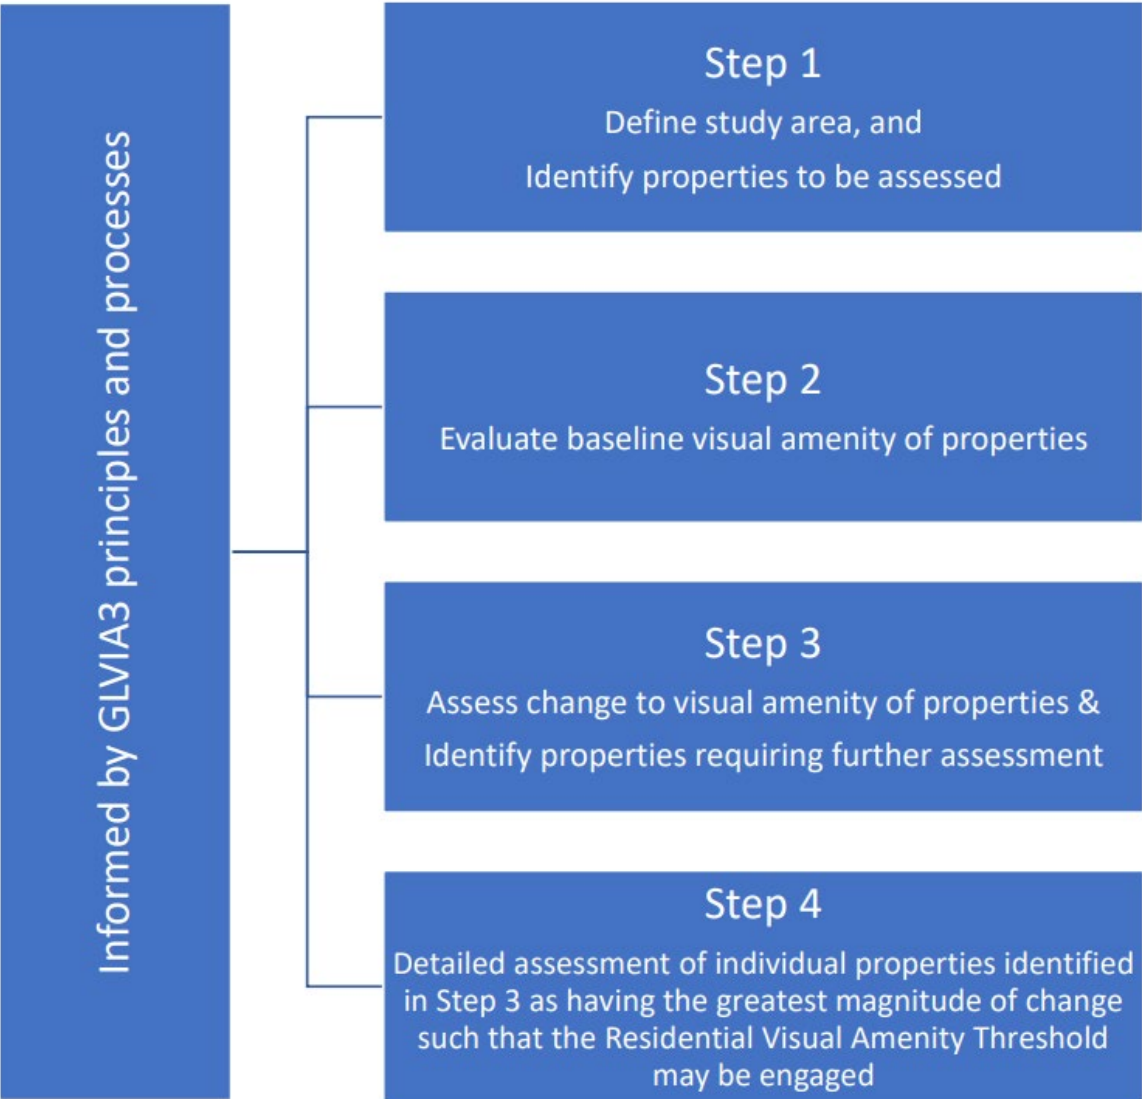 Informed by GLVIA3 principles and processes
Step 1
Define study area, and
Identify properties to be assessed
Step 2
Evaluate baseline visual amenity of properties
Step 3
Assess change to visual amenity of properties &
Identify properties requiring further assessment
Step 4
Detailed assessment of individual properties identified
in Step 3 as having the greatest magnitude of change
such that the Residential Visual Amenity Threshold
may be engaged